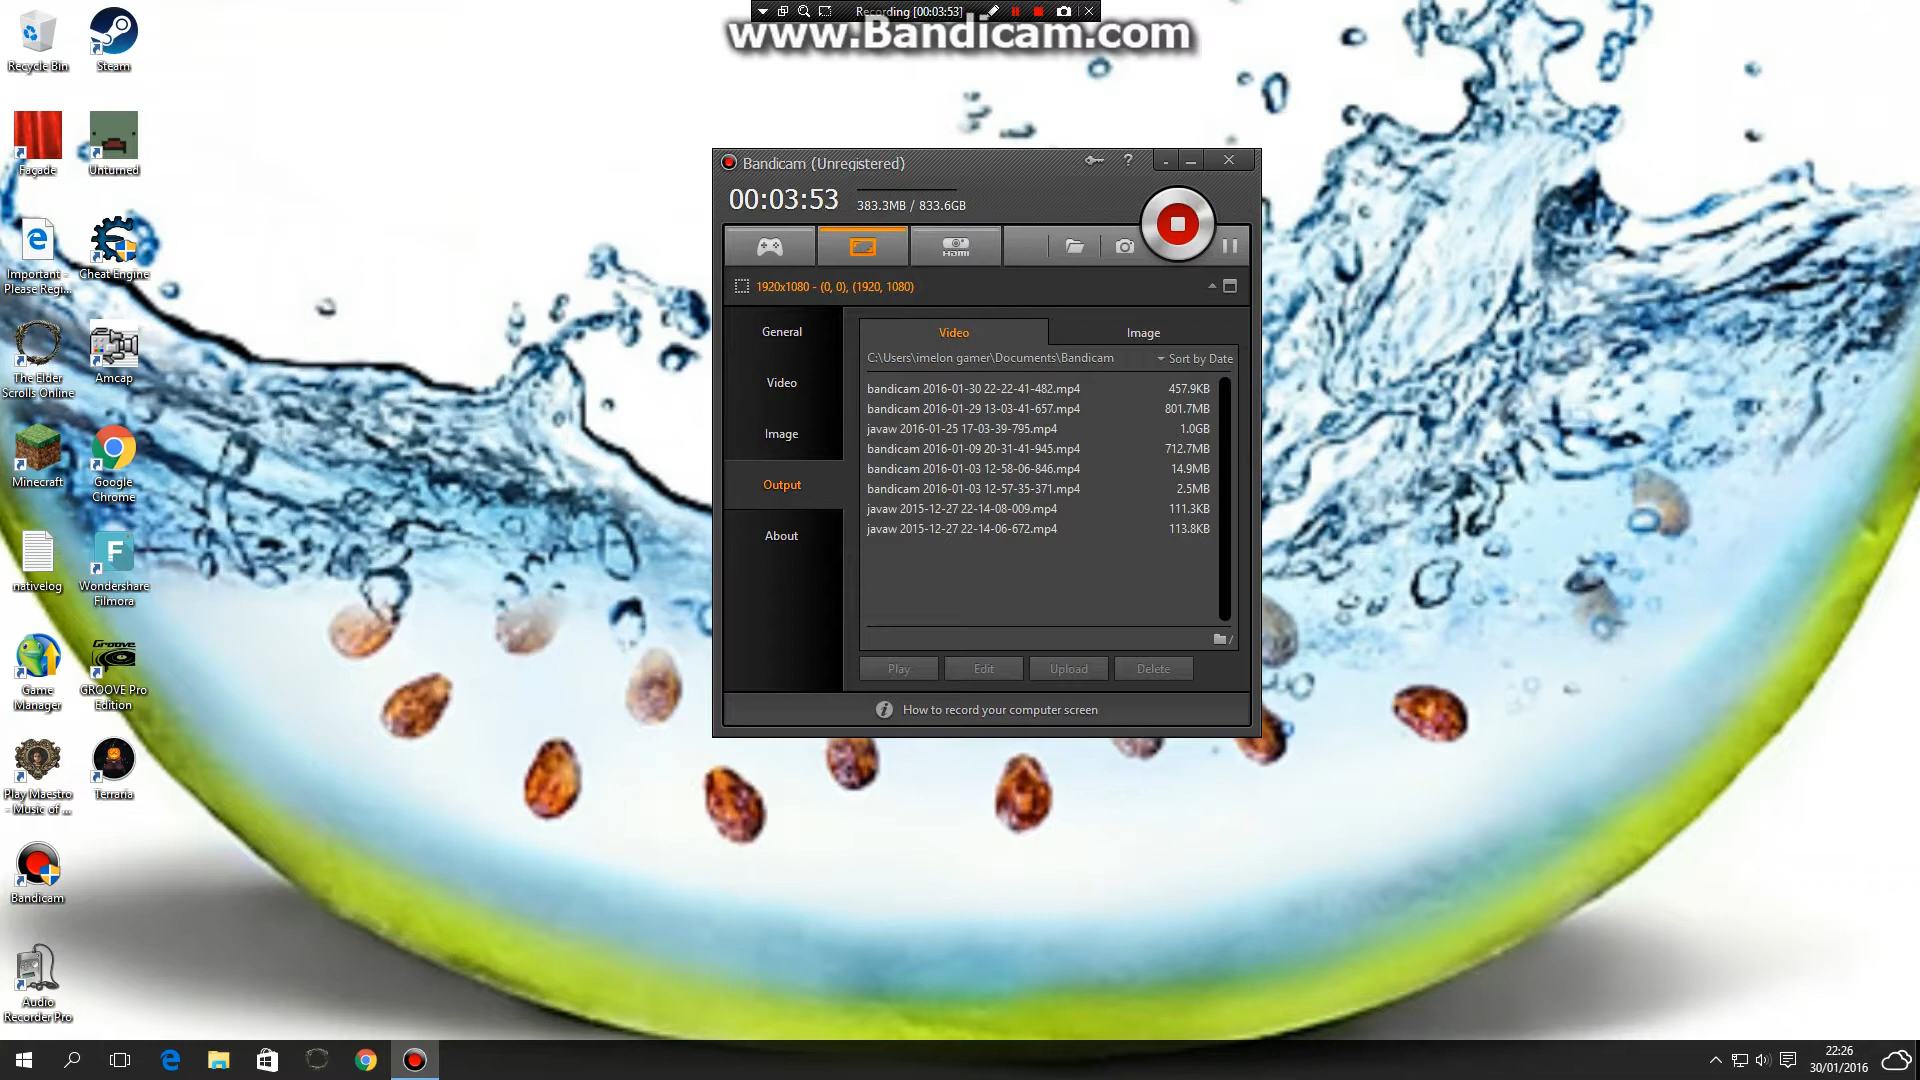 Recording [00:03:53]
www.Bandicam.com
Recycle Bin
Steam
Façade
Unturned
Important - Please Regi...
Cheat Engine
The Elder Scrolls Online
Amcap
Minecraft
Google Chrome
nativelog
Wondershare Filmora
Game Manager
GROOVE Pro Edition
Play Maestro - Music of ...
Terraria
Bandicam
Audio Recorder Pro
Bandicam (Unregistered)
?
00:03:53
383.3MB / 833.6GB
HDMI
1920x1080 - (0, 0), (1920, 1080)
General
Video
Image
Output
About
Video
Image
C:\Users\imelon gamer\Documents\Bandicam
Sort by Date
bandicam 2016-01-30 22-22-41-482.mp4 457.9KB
bandicam 2016-01-29 13-03-41-657.mp4 801.7MB
javaw 2016-01-25 17-03-39-795.mp4 1.0GB
bandicam 2016-01-09 20-31-41-945.mp4 712.7MB
bandicam 2016-01-03 12-58-06-846.mp4 14.9MB
bandicam 2016-01-03 12-57-35-371.mp4 2.5MB
javaw 2015-12-27 22-14-08-009.mp4 111.3KB
javaw 2015-12-27 22-14-06-672.mp4 113.8KB
Play
Edit
Upload
Delete
How to record your computer screen
22:26
30/01/2016